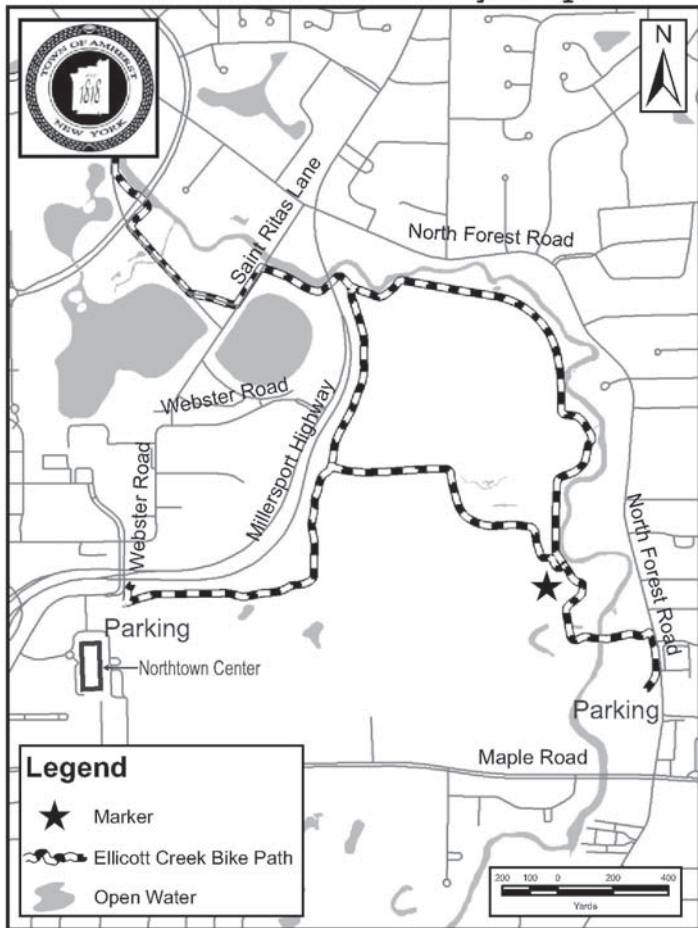 TOWN OF AMHERST
1818
NEW YORK
N
Saint Ritas Lane
North Forest Road
Webster Road
Millersport Highway
Webster Road
North Forest Road
Parking
Northtown Center
Parking
Maple Road
Legend
Marker
Ellicott Creek Bike Path
Open Water
200 100 0 200 400
Yards